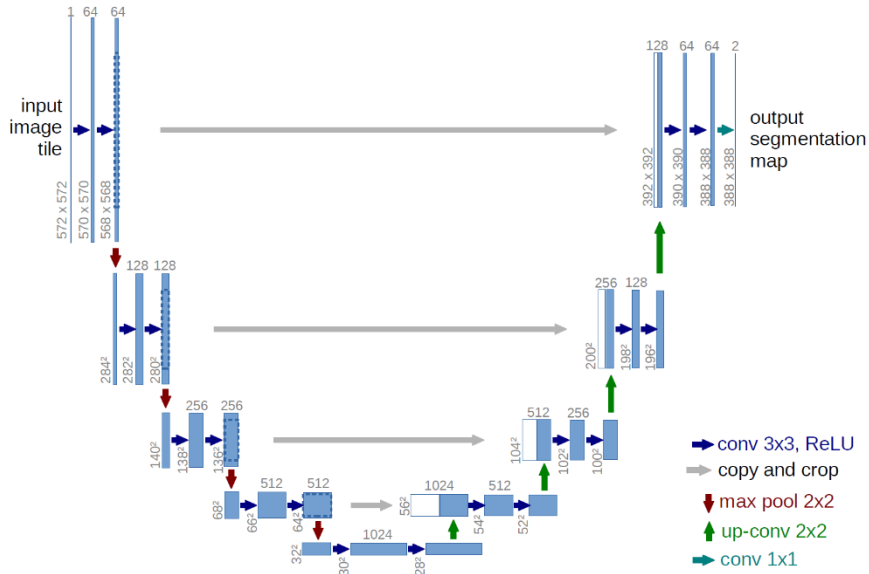 1 64 64
128 64 64 2
input
image
tile
output
segmentation
map
572 x 572
570 x 570
568 x 568
392 x 392
390 x 390
388 x 388
388 x 388
128 128
256 128
284²
282²
280²
200²
198²
196²
256 256
512 256
140²
138²
136²
104²
102²
100²
512 512
1024 512
68²
66²
64²
56²
54²
52²
1024
32²
30²
28²
conv 3x3, ReLU
copy and crop
max pool 2x2
up-conv 2x2
conv 1x1